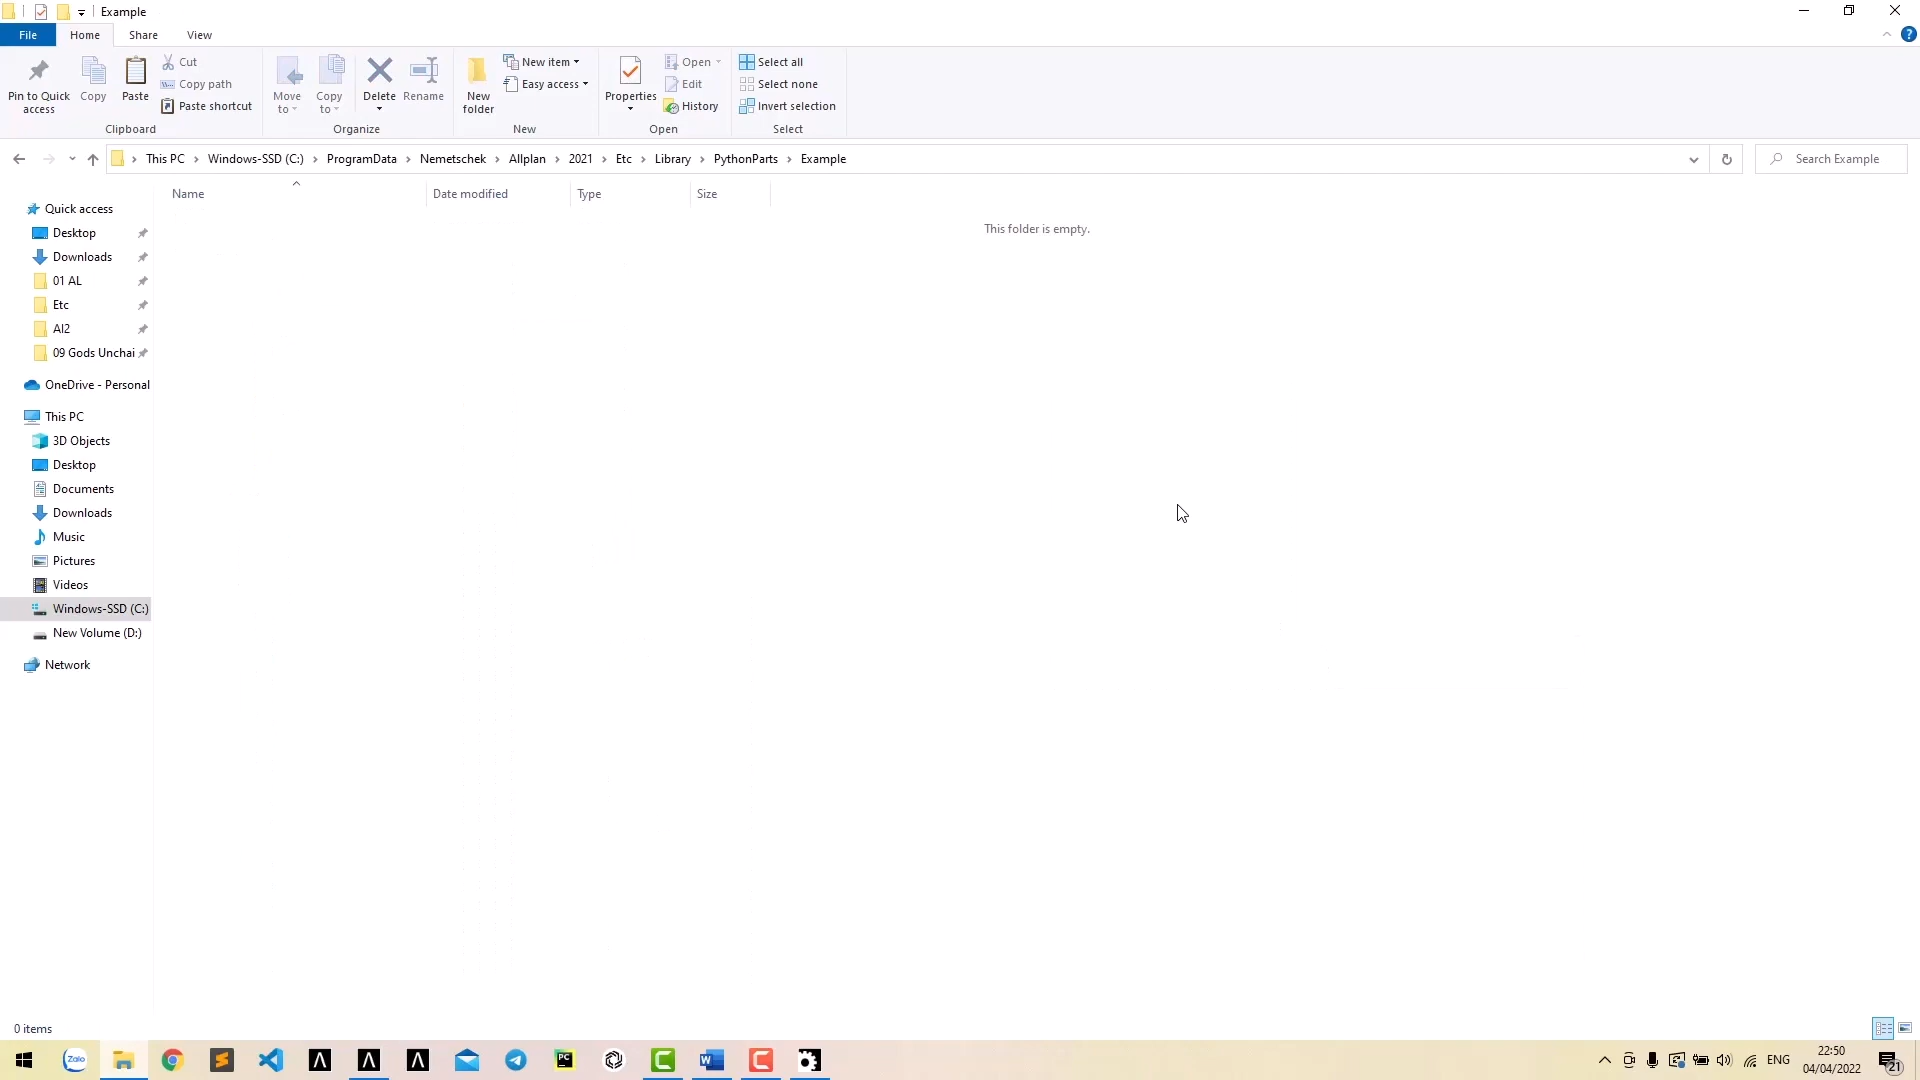 Example
File Home Share View
Pin to Quick access
Copy
Paste
Cut
Copy path
Paste shortcut
Clipboard
Move to
Copy to
Delete
Rename
Organize
New folder
New item
Easy access
New
Properties
Open
Edit
History
Open
Select all
Select none
Invert selection
Select
This PC › Windows-SSD (C:) › ProgramData › Nemetschek › Allplan › 2021 › Etc › Library › PythonParts › Example
Search Example
Name Date modified Type Size
This folder is empty.
Quick access
Desktop
Downloads
01 AL
Etc
AI2
09 Gods Unchai
OneDrive - Personal
This PC
3D Objects
Desktop
Documents
Downloads
Music
Pictures
Videos
Windows-SSD (C:)
New Volume (D:)
Network
0 items
Zalo
PC
ENG
22:50
04/04/2022
21